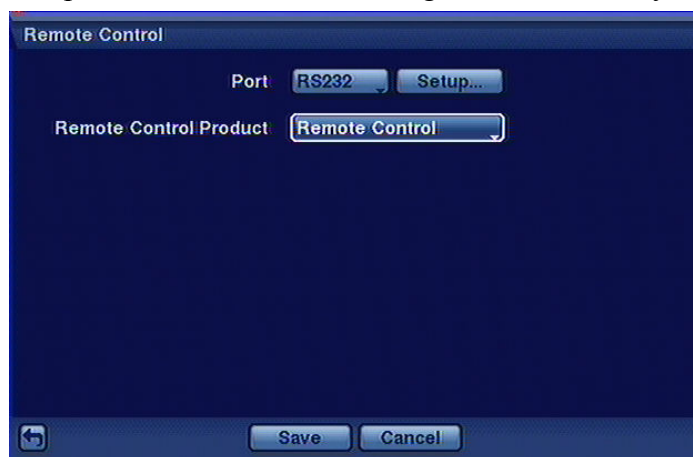 Remote Control
Port RS232 Setup...
Remote Control Product Remote Control
Save Cancel